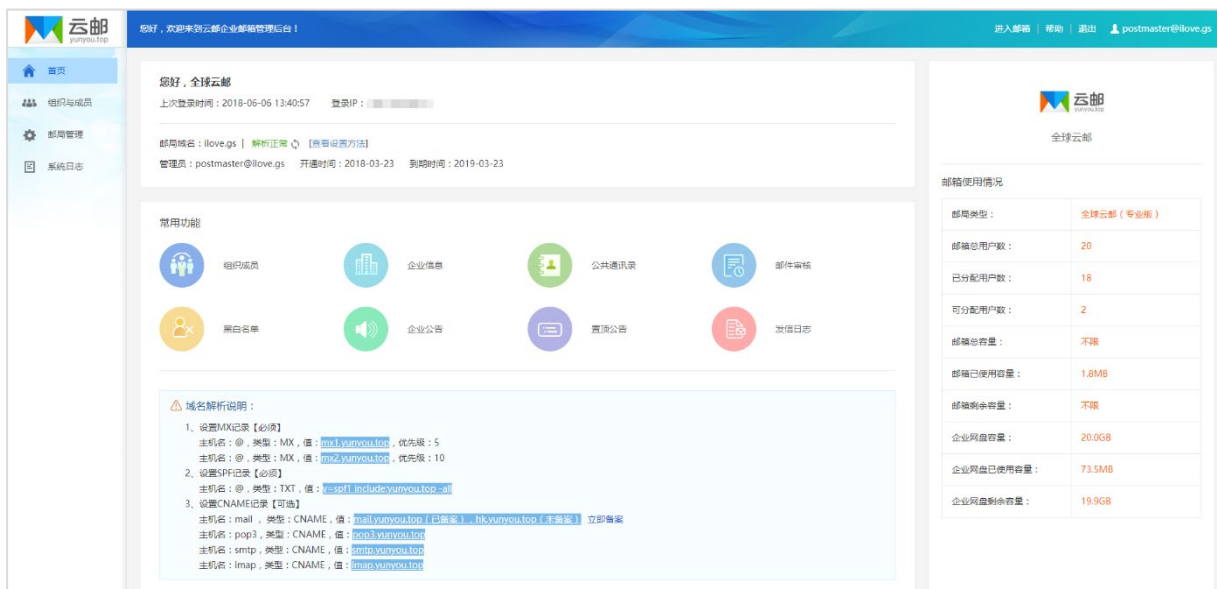 云邮
yunyou.top
您好，欢迎来到云邮企业邮箱管理后台！
进入邮箱 | 帮助 | 退出 postmaster@ilove.gs
首页
组织与成员
邮局管理
系统日志
您好，全球云邮
上次登录时间：2018-06-06 13:40:57 登录IP：
邮局域名：ilove.gs | 解析正常 [查看设置方法]
管理员：postmaster@ilove.gs 开通时间：2018-03-23 到期时间：2019-03-23
常用功能
组织成员 企业信息 公共通讯录 邮件审核
黑白名单 企业公告 置顶公告 发信日志
域名解析说明：
1、设置MX记录【必须】
主机名：@，类型：MX，值：mx1.yunyou.top，优先级：5
主机名：@，类型：MX，值：mx2.yunyou.top，优先级：10
2、设置SPF记录【必须】
主机名：@，类型：TXT，值：v=spf1 include:yunyou.top -all
3、设置CNAME记录【可选】
主机名：mail ，类型：CNAME，值：mail.yunyou.top（已备案），hk.yunyou.top（未备案） 立即备案
主机名：pop3，类型：CNAME，值：pop3.yunyou.top
主机名：smtp，类型：CNAME，值：smtp.yunyou.top
主机名：imap，类型：CNAME，值：imap.yunyou.top
云邮
yunyou.top
全球云邮
邮箱使用情况
邮局类型： 全球云邮（专业版）
邮箱总用户数： 20
已分配用户数： 18
可分配用户数： 2
邮箱总容量： 不限
邮箱已使用容量： 1.8MB
邮箱剩余容量： 不限
企业网盘容量： 20.0GB
企业网盘已使用容量： 73.5MB
企业网盘剩余容量： 19.9GB